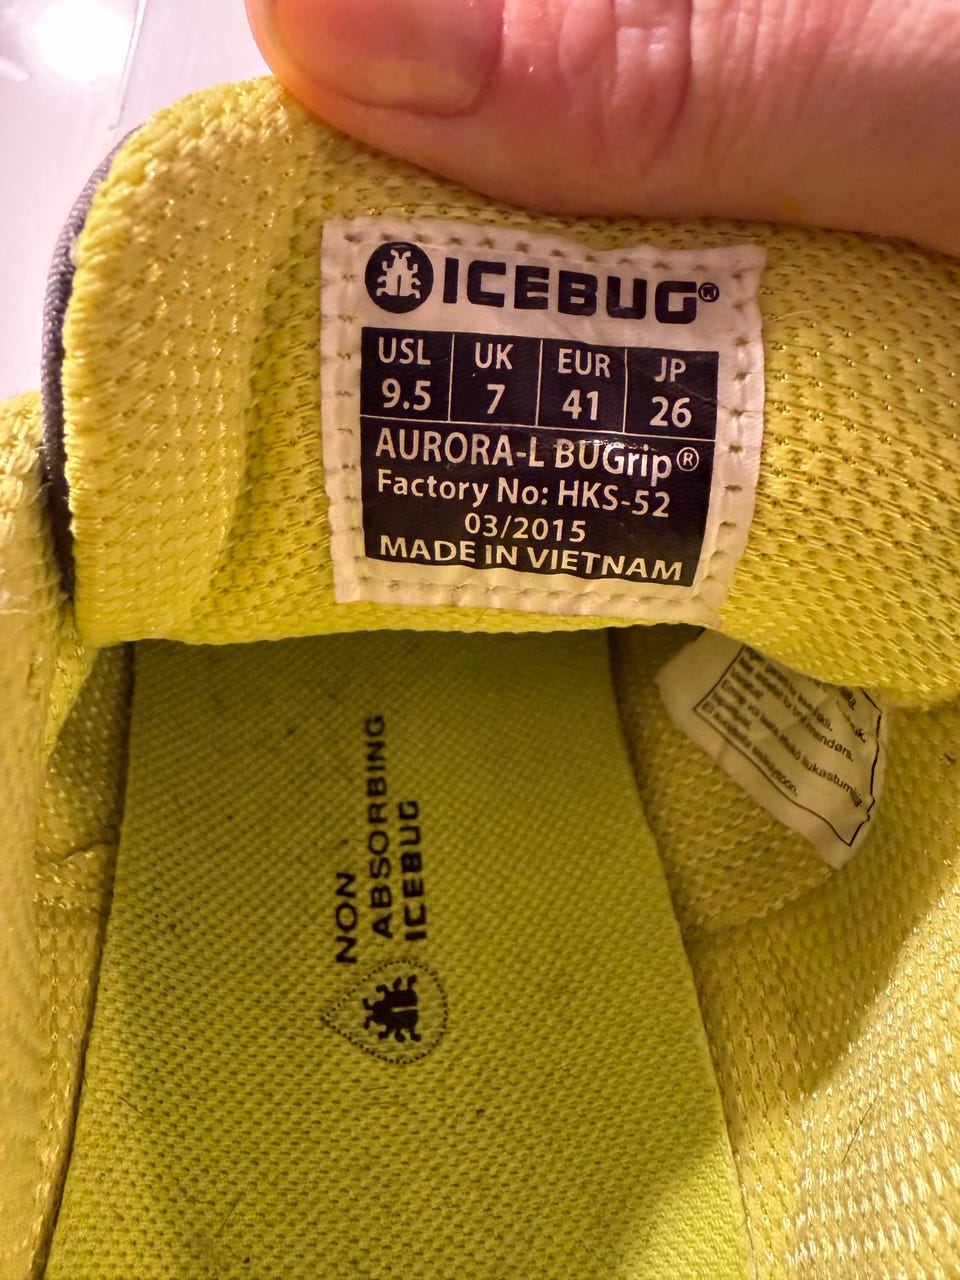 ICEBUG®
USL UK EUR JP
9.5 7 41 26
AURORA-L BUGrip®
Factory No: HKS-52
03/2015
MADE IN VIETNAM
NON
ABSORBING
ICEBUG